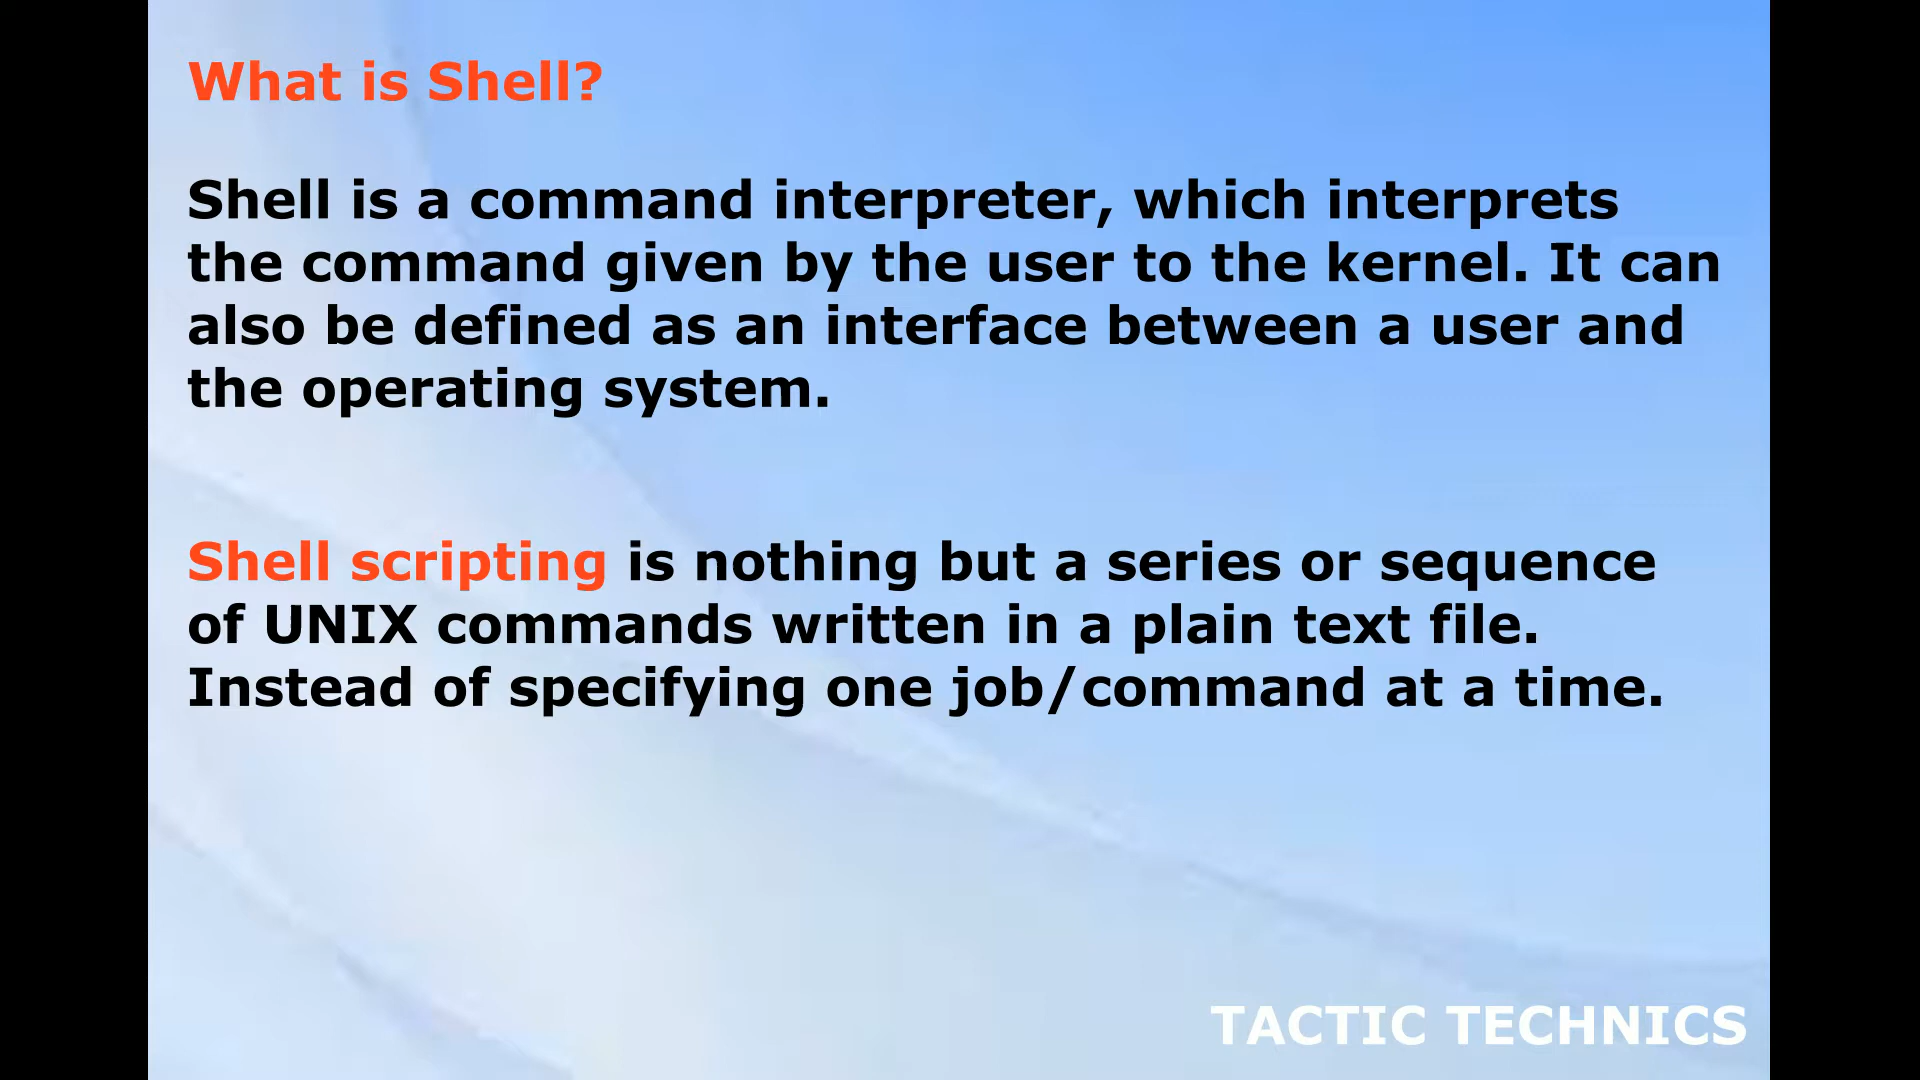 What is Shell?
Shell is a command interpreter, which interprets
the command given by the user to the kernel. It can
also be defined as an interface between a user and
the operating system.
Shell scripting is nothing but a series or sequence
of UNIX commands written in a plain text file.
Instead of specifying one job/command at a time.
TACTIC TECHNICS